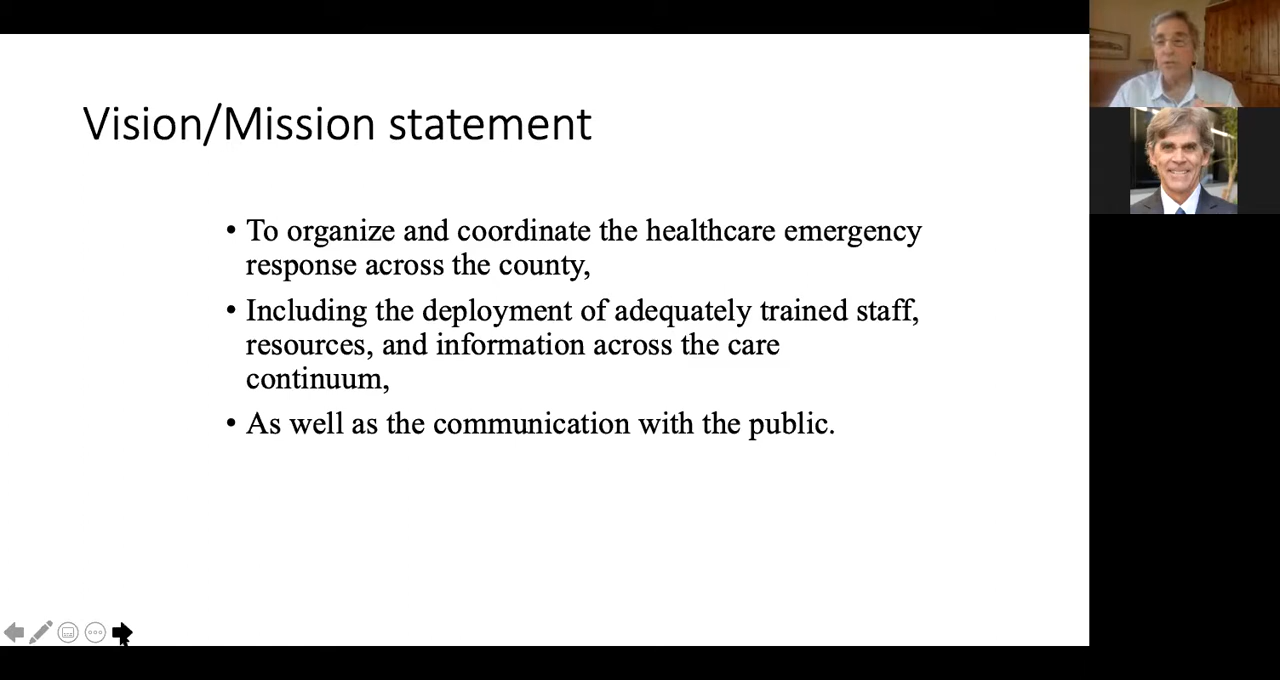 Vision/Mission statement
• To organize and coordinate the healthcare emergency
response across the county,
• Including the deployment of adequately trained staff,
resources, and information across the care
continuum,
• As well as the communication with the public.